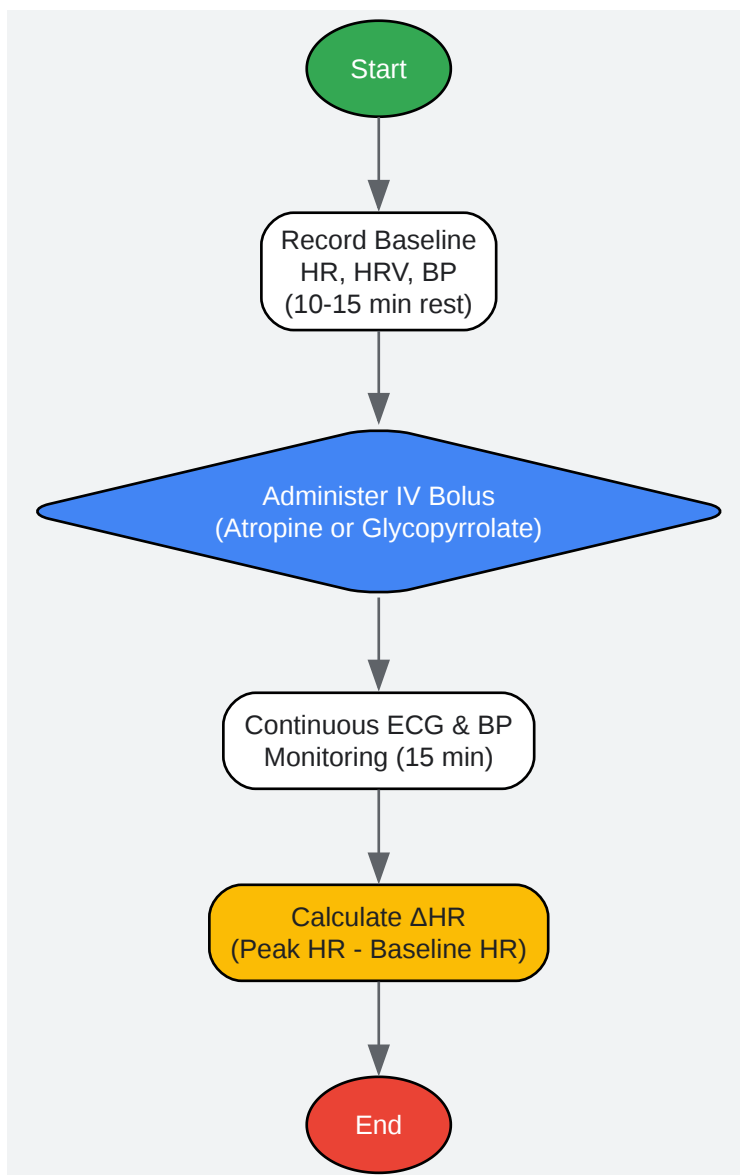 Start
Record Baseline
HR, HRV, BP
(10-15 min rest)
Administer IV Bolus
(Atropine or Glycopyrrolate)
Continuous ECG & BP
Monitoring (15 min)
Calculate ΔHR
(Peak HR - Baseline HR)
End